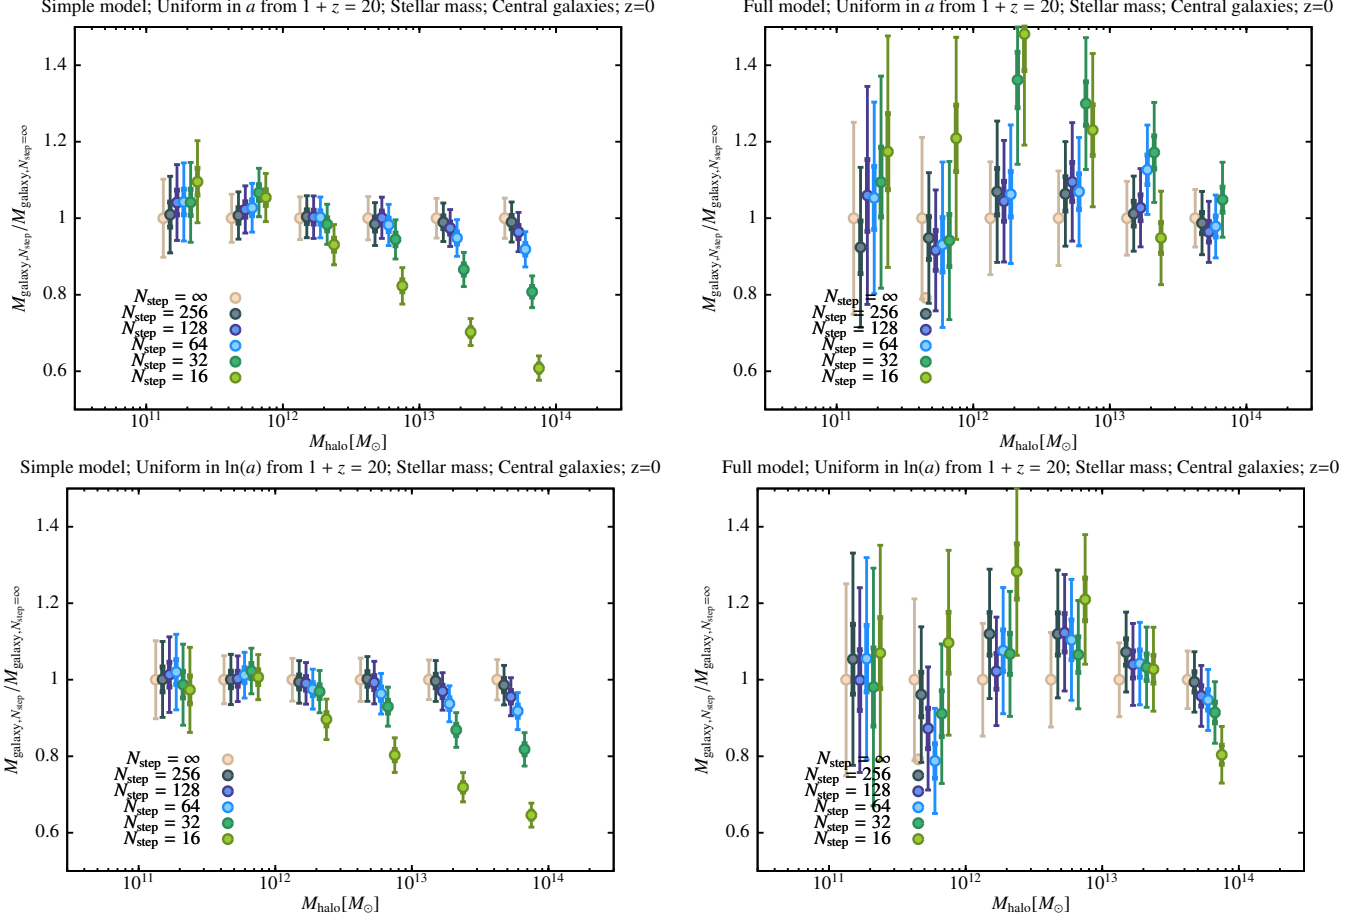 Simple model; Uniform in a from 1 + z = 20; Stellar mass; Central galaxies; z=0
1.4
1.2
1
0.8
0.6
M_galaxy,N_step/M_galaxy,N_step=∞
N_step = ∞
N_step = 256
N_step = 128
N_step = 64
N_step = 32
N_step = 16
10^11
10^12
10^13
10^14
M_halo[M_⊙]
Full model; Uniform in a from 1 + z = 20; Stellar mass; Central galaxies; z=0
1.4
1.2
1
0.8
0.6
M_galaxy,N_step/M_galaxy,N_step=∞
N_step = ∞
N_step = 256
N_step = 128
N_step = 64
N_step = 32
N_step = 16
10^11
10^12
10^13
10^14
M_halo[M_⊙]
Simple model; Uniform in ln(a) from 1 + z = 20; Stellar mass; Central galaxies; z=0
1.4
1.2
1
0.8
0.6
M_galaxy,N_step/M_galaxy,N_step=∞
N_step = ∞
N_step = 256
N_step = 128
N_step = 64
N_step = 32
N_step = 16
10^11
10^12
10^13
10^14
M_halo[M_⊙]
Full model; Uniform in ln(a) from 1 + z = 20; Stellar mass; Central galaxies; z=0
1.4
1.2
1
0.8
0.6
M_galaxy,N_step/M_galaxy,N_step=∞
N_step = ∞
N_step = 256
N_step = 128
N_step = 64
N_step = 32
N_step = 16
10^11
10^12
10^13
10^14
M_halo[M_⊙]